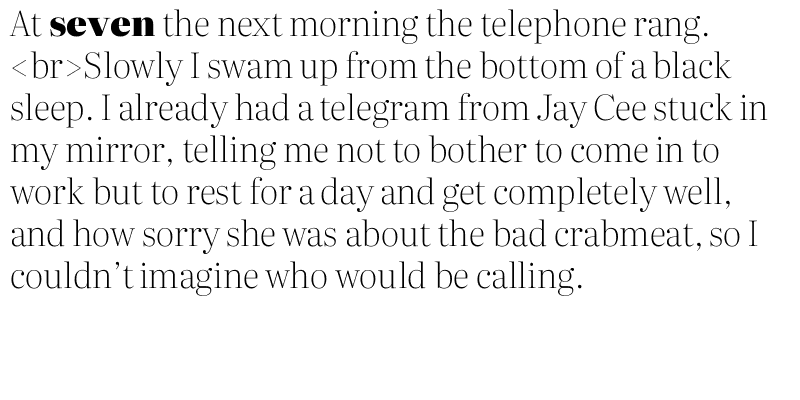 At seven the next morning the telephone rang.
<br>Slowly I swam up from the bottom of a black
sleep. I already had a telegram from Jay Cee stuck in
my mirror, telling me not to bother to come in to
work but to rest for a day and get completely well,
and how sorry she was about the bad crabmeat, so I
couldn’t imagine who would be calling.